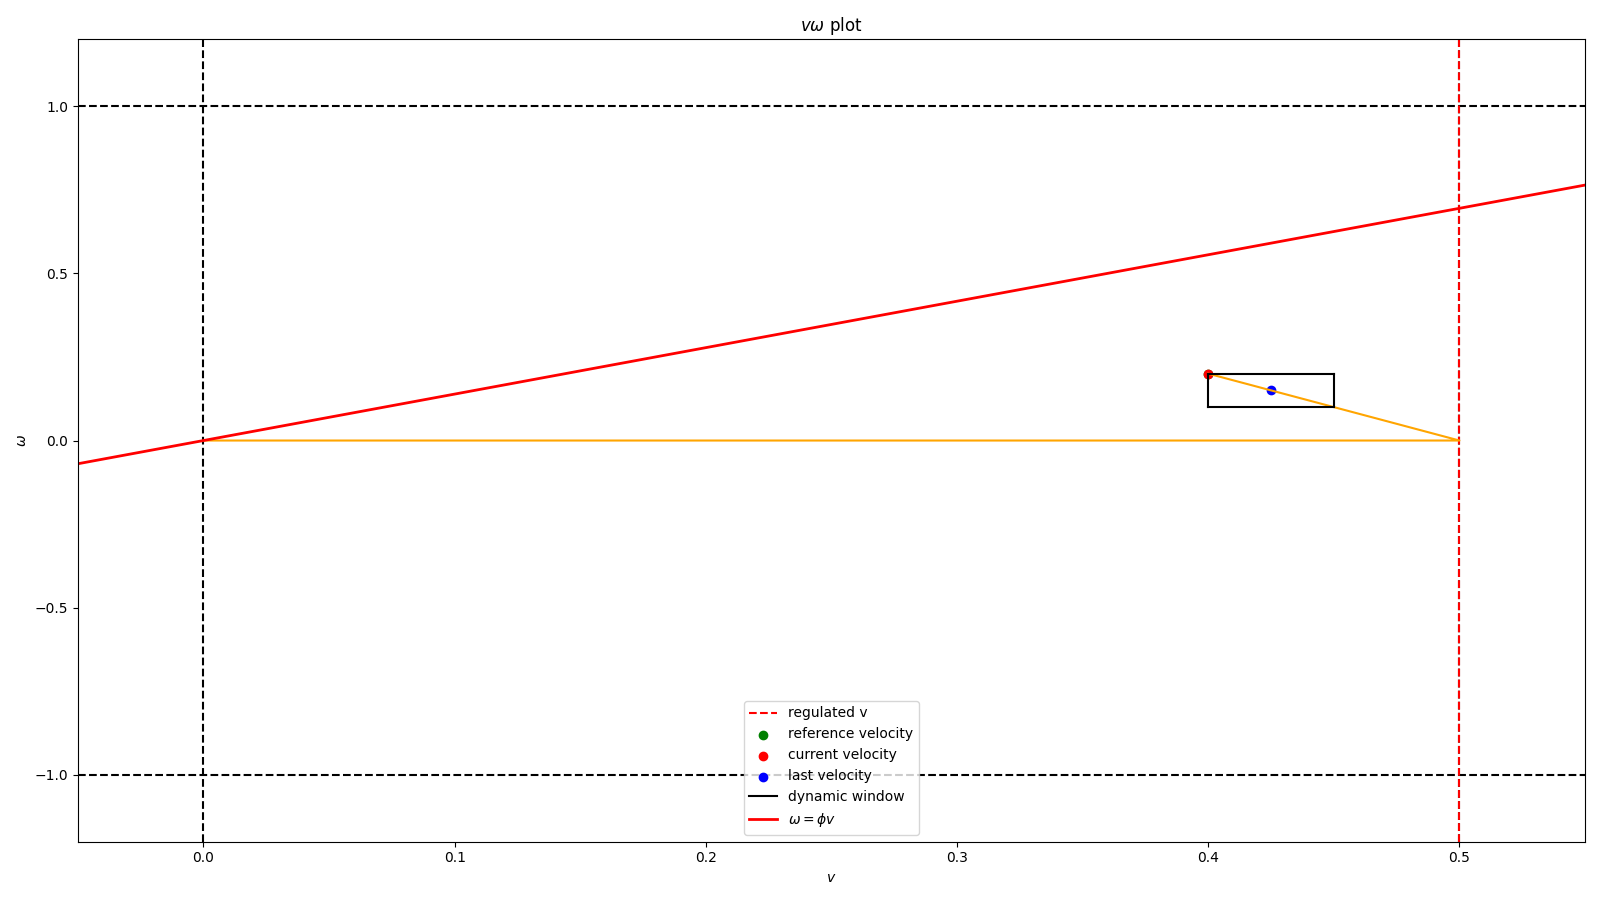 vω plot
1.0
0.5
0.0
−0.5
−1.0
ω
0.0 0.1 0.2 0.3 0.4 0.5
v
regulated v
reference velocity
current velocity
last velocity
dynamic window
ω = ϕv